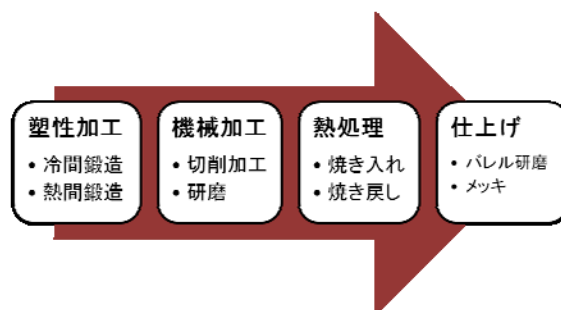 塑性加工
• 冷間鍛造
• 熱間鍛造
機械加工
• 切削加工
• 研磨
熱処理
• 焼き入れ
• 焼き戻し
仕上げ
• バレル研磨
• メッキ